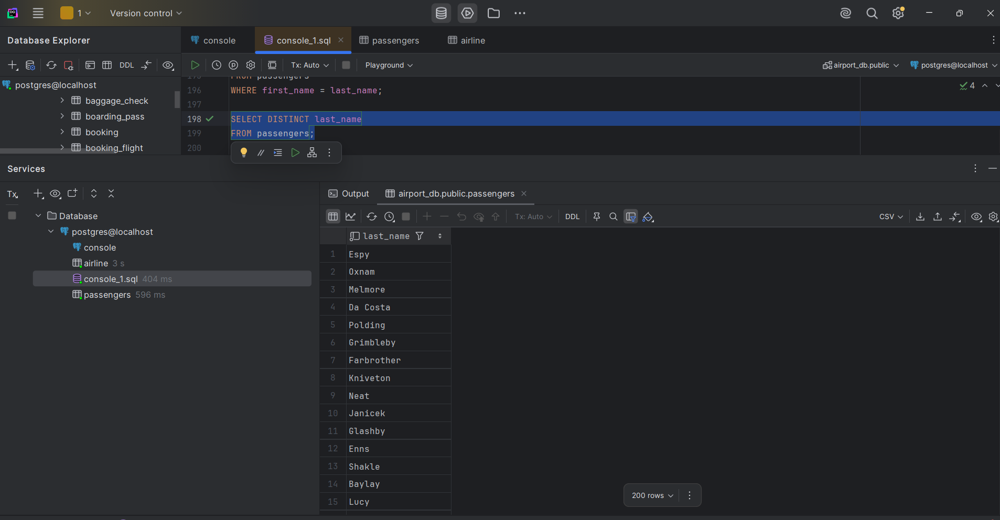 DC
1
Version control
Database Explorer
console
console_1.sql
passengers
airline
DDL
Tx: Auto
Playground
airport_db.public
postgres@localhost
postgres@localhost
baggage_check
boarding_pass
booking
booking_flight
195 FROM passengers
196 WHERE first_name = last_name;
197
198 SELECT DISTINCT last_name
199 FROM passengers;
200
4
Services
Tx
Database
postgres@localhost
console
airline 3 s
console_1.sql 404 ms
passengers 596 ms
Output
airport_db.public.passengers
Tx: Auto
DDL
CSV
last_name
1 Espy
2 Oxnam
3 Melmore
4 Da Costa
5 Polding
6 Grimbleby
7 Farbrother
8 Kniveton
9 Neat
10 Janicek
11 Glashby
12 Enns
13 Shakle
14 Baylay
15 Lucy
200 rows